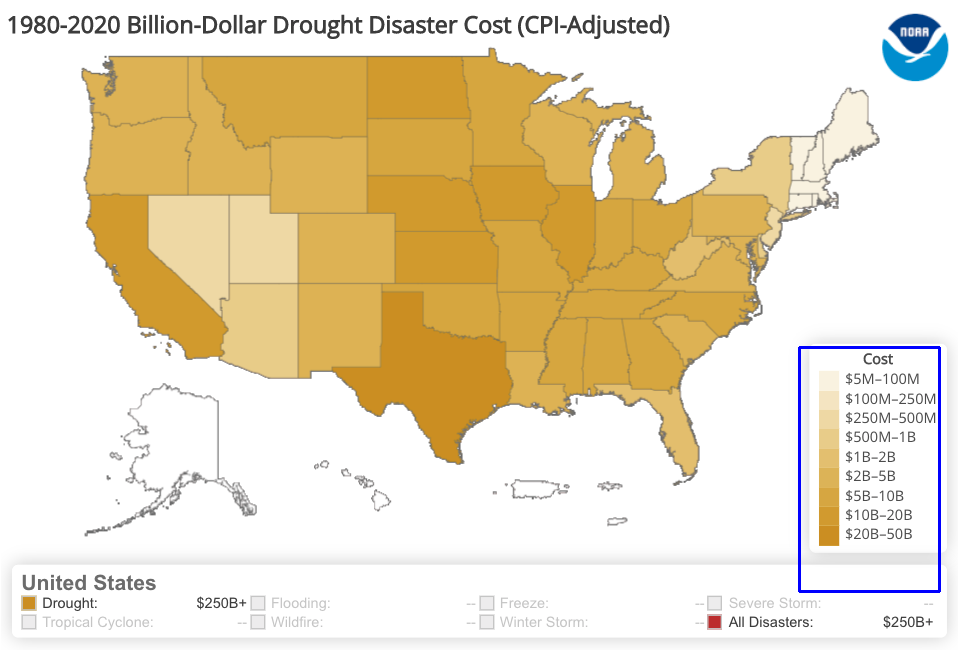 1980-2020 Billion-Dollar Drought Disaster Cost (CPI-Adjusted)
NOAA
Cost
$5M–100M
$100M–250M
$250M–500M
$500M–1B
$1B–2B
$2B–5B
$5B–10B
$10B–20B
$20B–50B
United States
Drought: $250B+ Flooding: -- Freeze: -- Severe Storm: --
Tropical Cyclone: -- Wildfire: -- Winter Storm: -- All Disasters: $250B+